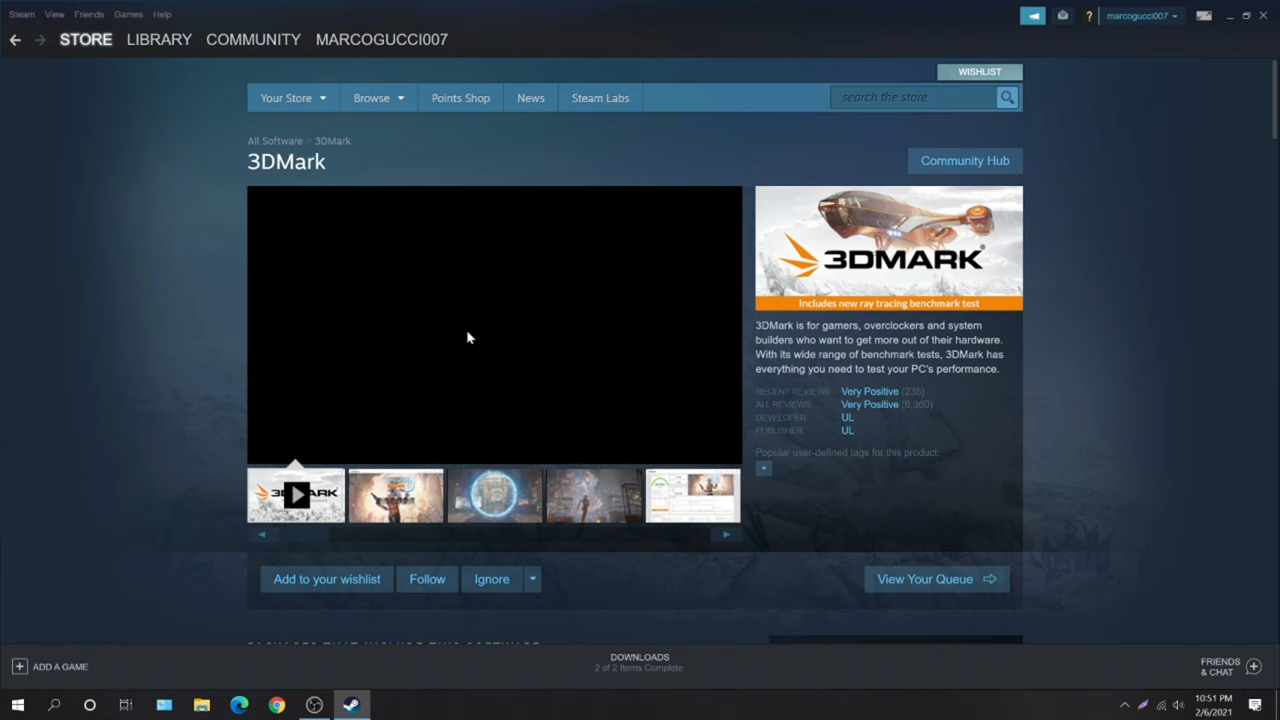 Steam View Friends Games Help
marcogucci007
STORE LIBRARY COMMUNITY MARCOGUCCI007
WISHLIST
Your Store Browse Points Shop News Steam Labs search the store
All Software > 3DMark
3DMark
Community Hub
3DMARK
Includes new ray tracing benchmark test
3DMark is for gamers, overclockers and system
builders who want to get more out of their hardware.
With its wide range of benchmark tests, 3DMark has
everything you need to test your PC's performance.
RECENT REVIEWS: Very Positive (235)
ALL REVIEWS: Very Positive (6,360)
DEVELOPER: UL
PUBLISHER: UL
Popular user-defined tags for this product:
+
Add to your wishlist Follow Ignore View Your Queue
ADD A GAME
DOWNLOADS
2 of 2 Items Complete
FRIENDS
& CHAT
10:51 PM
2/6/2021